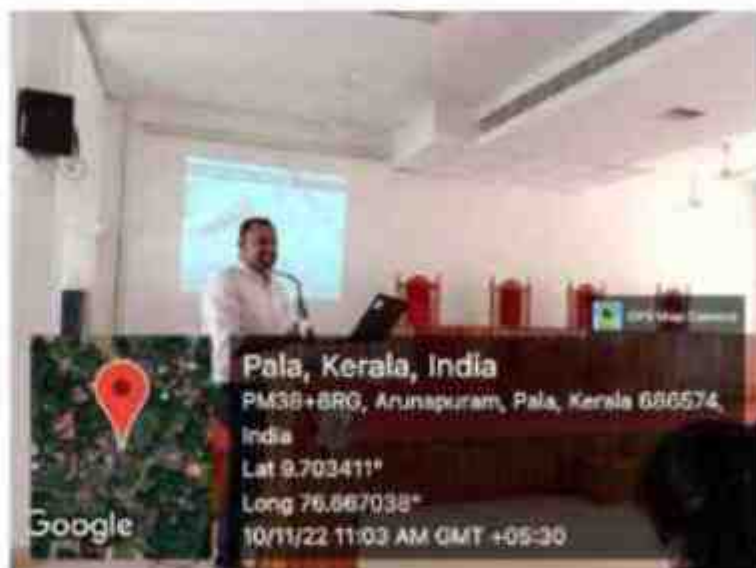 GPS Map Camera
Pala, Kerala, India
PM38+8RG, Arunapuram, Pala, Kerala 686574,
India
Lat 9.703411°
Long 76.667038°
10/11/22 11:03 AM GMT +05:30
Google